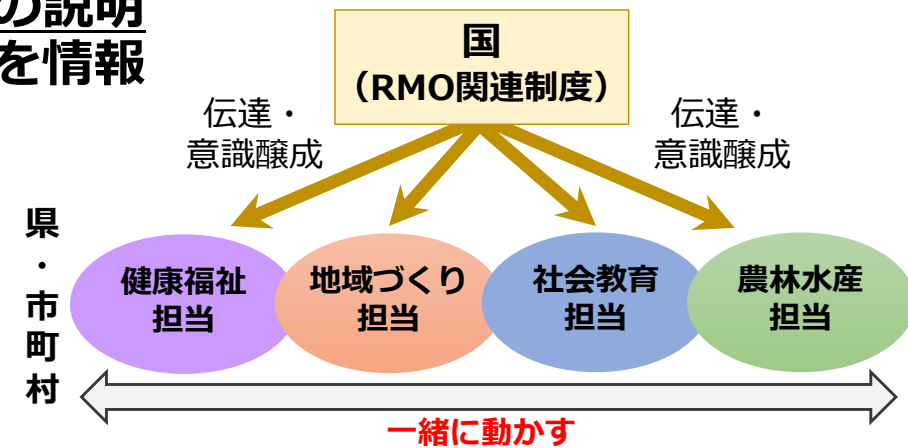 の説明
を情報
国
（RMO関連制度）
伝達・
意識醸成
伝達・
意識醸成
県・市町村
健康福祉
担当
地域づくり
担当
社会教育
担当
農林水産
担当
一緒に動かす